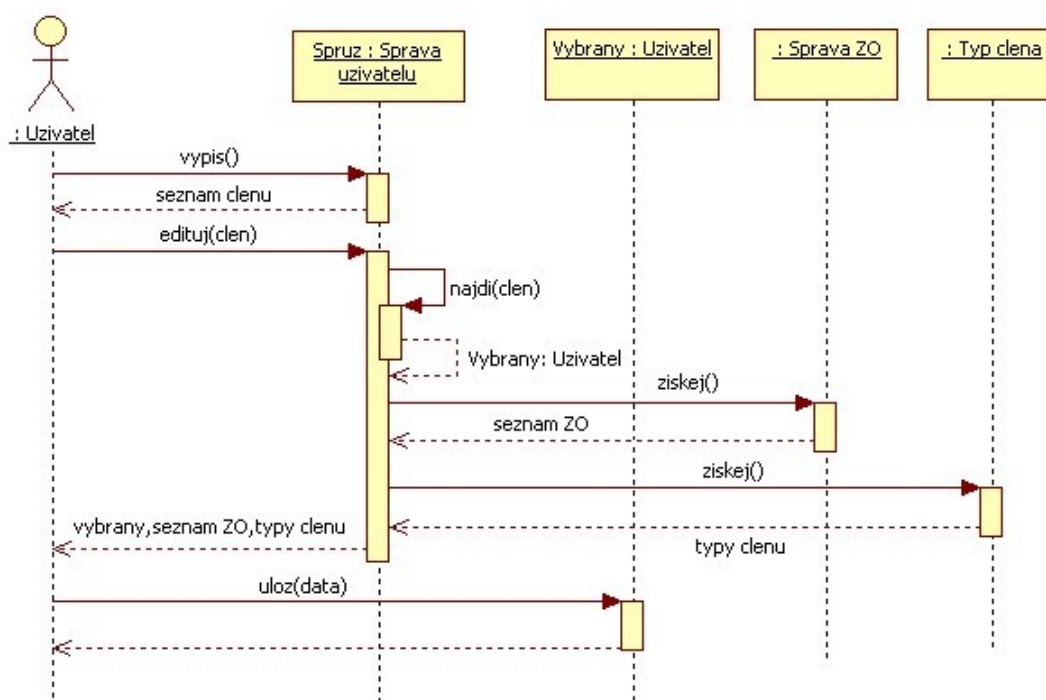 Spruz : Sprava
uzivatelu
Vybrany : Uzivatel
: Sprava ZO
: Typ clena
: Uzivatel
vypis()
seznam clenu
edituj(clen)
najdi(clen)
Vybrany: Uzivatel
ziskej()
seznam ZO
ziskej()
vybrany,seznam ZO,typy clenu
typy clenu
uloz(data)